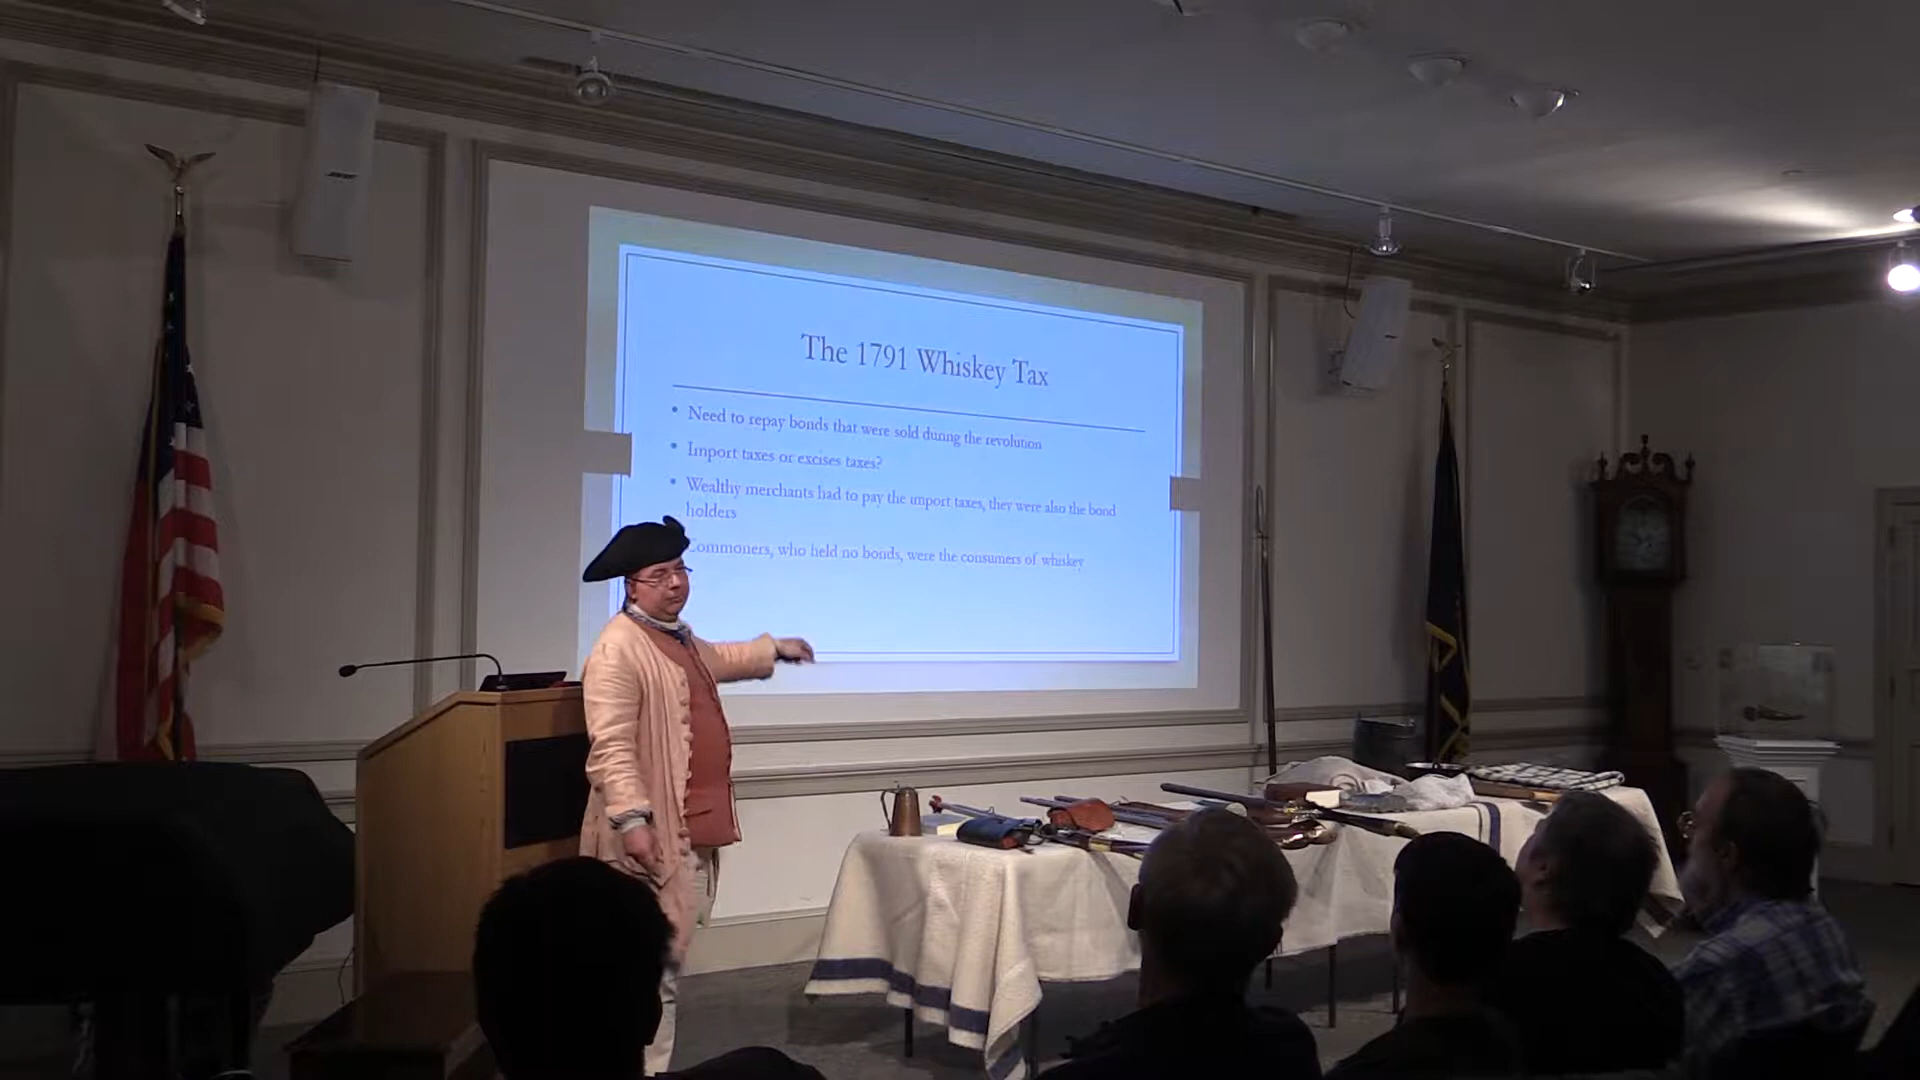 BOSE
The 1791 Whiskey Tax
• Need to repay bonds that were sold during the revolution
• Import taxes or excises taxes?
• Wealthy merchants had to pay the import taxes, they were also the bond
holders
Commoners, who held no bonds, were the consumers of whiskey